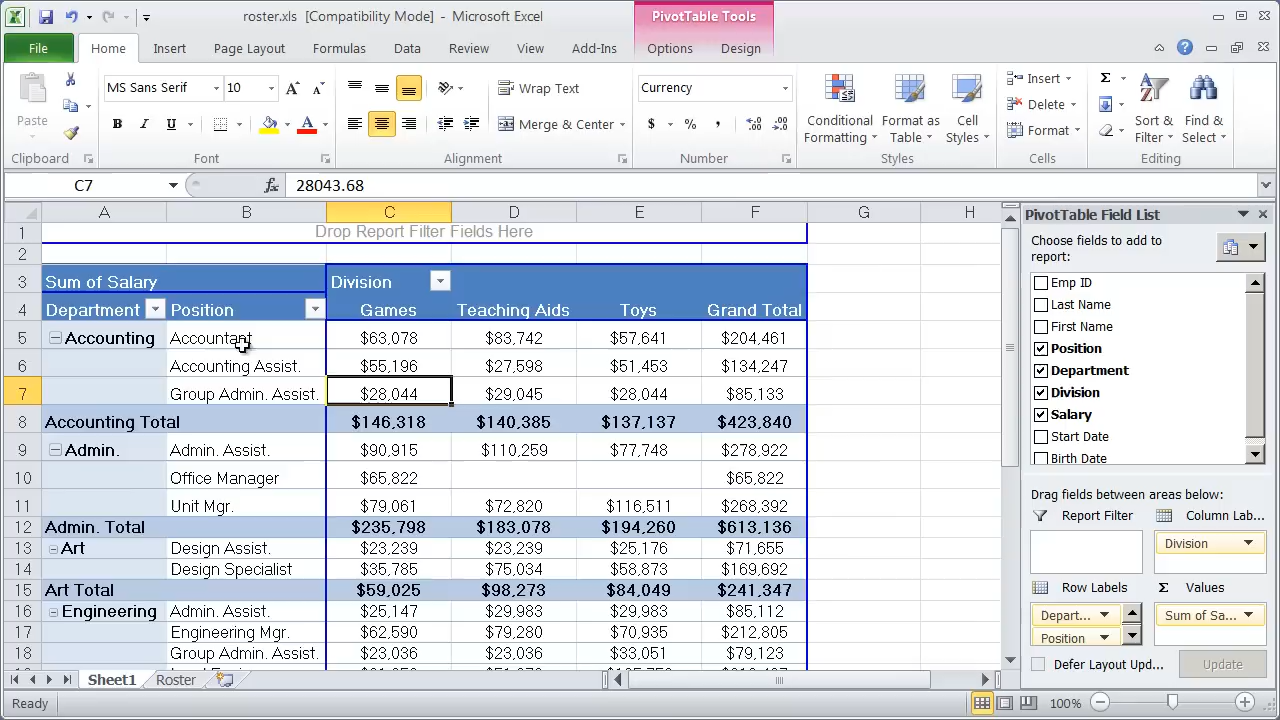 roster.xls [Compatibility Mode] - Microsoft Excel
PivotTable Tools
File Home Insert Page Layout Formulas Data Review View Add-Ins Options Design
MS Sans Serif 10 Wrap Text Currency Insert
Paste B I U Merge & Center $ % , Conditional Formatting Format as Table Cell Styles Delete Sort & Filter Find & Select
Format
Clipboard Font Alignment Number Styles Cells Editing
C7 fx 28043.68
A B C D E F G H
1 Drop Report Filter Fields Here
2
3 Sum of Salary Division
4 Department Position Games Teaching Aids Toys Grand Total
5 Accounting Accountant $63,078 $83,742 $57,641 $204,461
6 Accounting Assist. $55,196 $27,598 $51,453 $134,247
7 Group Admin. Assist. $28,044 $29,045 $28,044 $85,133
8 Accounting Total $146,318 $140,385 $137,137 $423,840
9 Admin. Admin. Assist. $90,915 $110,259 $77,748 $278,922
10 Office Manager $65,822 $65,822
11 Unit Mgr. $79,061 $72,820 $116,511 $268,392
12 Admin. Total $235,798 $183,078 $194,260 $613,136
13 Art Design Assist. $23,239 $23,239 $25,176 $71,655
14 Design Specialist $35,785 $75,034 $58,873 $169,692
15 Art Total $59,025 $98,273 $84,049 $241,347
16 Engineering Admin. Assist. $25,147 $29,983 $29,983 $85,112
17 Engineering Mgr. $62,590 $79,280 $70,935 $212,805
18 Group Admin. Assist. $23,036 $23,036 $33,051 $79,123
PivotTable Field List
Choose fields to add to
report:
Emp ID
Last Name
First Name
Position
Department
Division
Salary
Start Date
Birth Date
Drag fields between areas below:
Report Filter Column Lab...
Division
Row Labels Σ Values
Depart... Sum of Sa...
Position
Defer Layout Upd... Update
Sheet1 Roster
Ready 100%